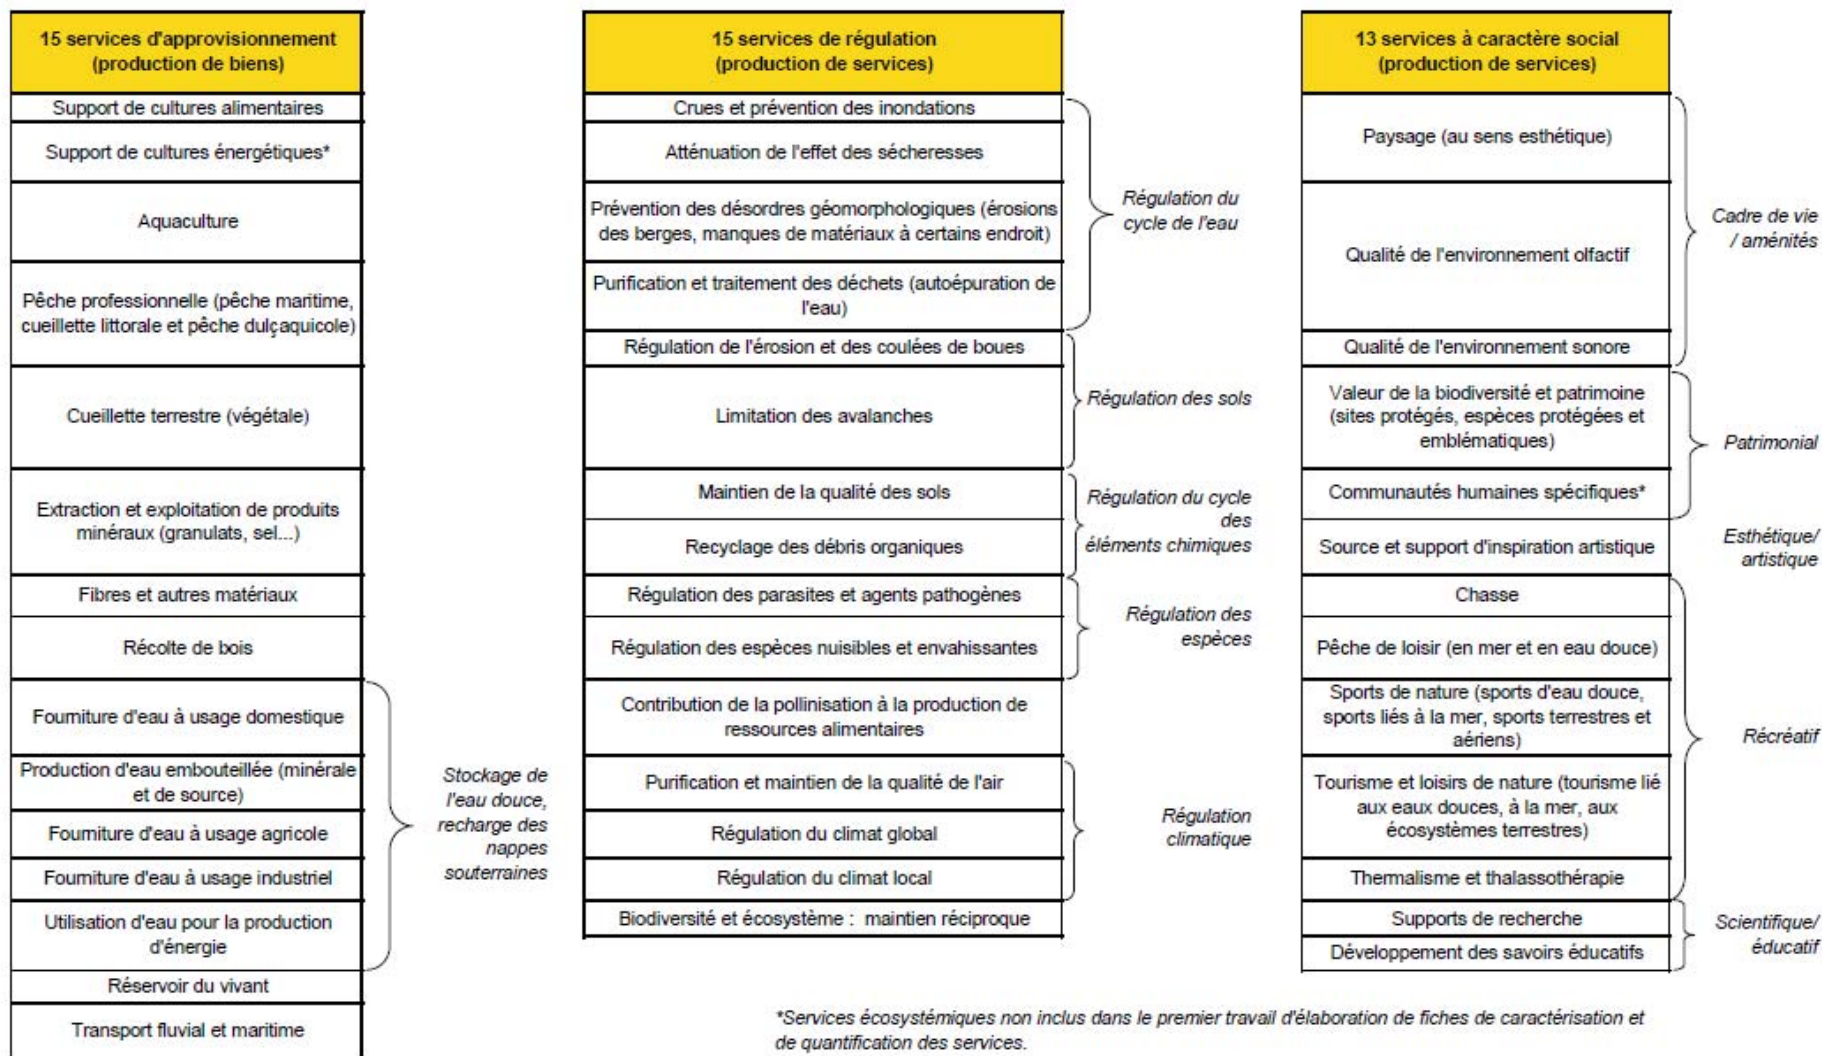 15 services d'approvisionnement
(production de biens)
Support de cultures alimentaires
Support de cultures énergétiques*
Aquaculture
Pêche professionnelle (pêche maritime,
cueillette littorale et pêche dulçaquicole)
Cueillette terrestre (végétale)
Extraction et exploitation de produits
minéraux (granulats, sel...)
Fibres et autres matériaux
Récolte de bois
Fourniture d'eau à usage domestique
Production d'eau embouteillée (minérale
et de source)
Fourniture d'eau à usage agricole
Fourniture d'eau à usage industriel
Utilisation d'eau pour la production
d'énergie
Réservoir du vivant
Transport fluvial et maritime
Stockage de
l'eau douce,
recharge des
nappes
souterraines
15 services de régulation
(production de services)
Crues et prévention des inondations
Atténuation de l'effet des sécheresses
Prévention des désordres géomorphologiques (érosions
des berges, manques de matériaux à certains endroit)
Purification et traitement des déchets (autoépuration de
l'eau)
Régulation de l'érosion et des coulées de boues
Limitation des avalanches
Maintien de la qualité des sols
Recyclage des débris organiques
Régulation des parasites et agents pathogènes
Régulation des espèces nuisibles et envahissantes
Contribution de la pollinisation à la production de
ressources alimentaires
Purification et maintien de la qualité de l'air
Régulation du climat global
Régulation du climat local
Biodiversité et écosystème : maintien réciproque
Régulation du
cycle de l'eau
Régulation des sols
Régulation du cycle
des
éléments chimiques
Régulation des
espèces
Régulation
climatique
13 services à caractère social
(production de services)
Paysage (au sens esthétique)
Qualité de l'environnement olfactif
Qualité de l'environnement sonore
Valeur de la biodiversité et patrimoine
(sites protégés, espèces protégées et
emblématiques)
Communautés humaines spécifiques*
Source et support d'inspiration artistique
Chasse
Pêche de loisir (en mer et en eau douce)
Sports de nature (sports d'eau douce,
sports liés à la mer, sports terrestres et
aériens)
Tourisme et loisirs de nature (tourisme lié
aux eaux douces, à la mer, aux
écosystèmes terrestres)
Thermalisme et thalassothérapie
Supports de recherche
Développement des savoirs éducatifs
Cadre de vie
/ aménités
Patrimonial
Esthétique/
artistique
Récréatif
Scientifique/
éducatif
*Services écosystémiques non inclus dans le premier travail d'élaboration de fiches de caractérisation et
de quantification des services.